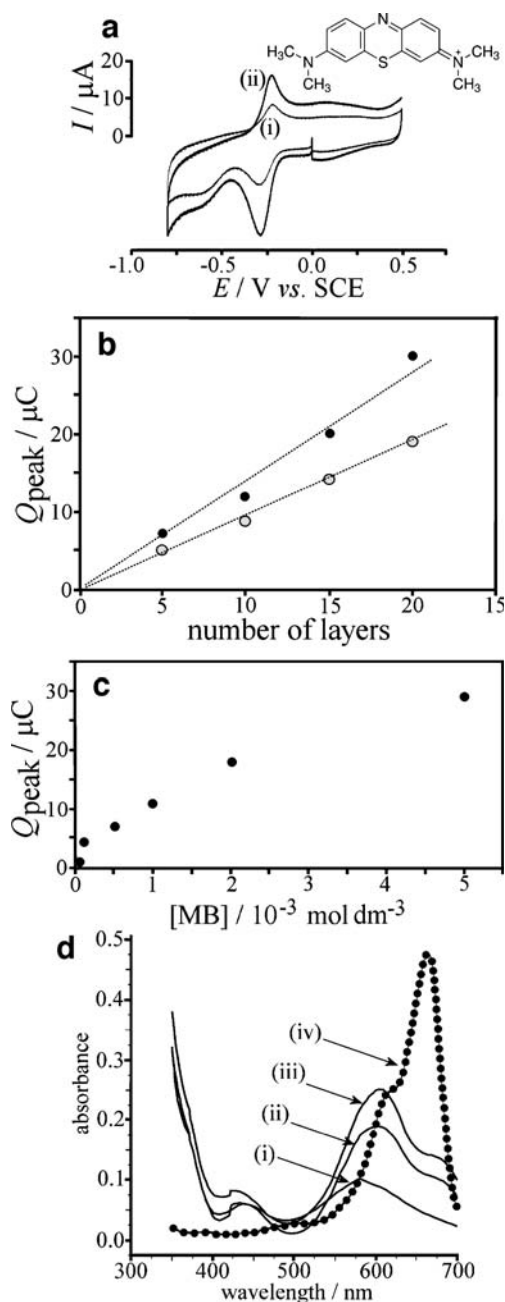 a
N
H₃C N S N⁺ CH₃
CH₃ CH₃
20
10
0
I / µA
(ii)
(i)
-1.0 -0.5 0.0 0.5
E / V vs. SCE
b
30
20
10
0
Qpeak / µC
0 5 10 15 20 15
number of layers
c
30
20
10
0
Qpeak / µC
0 1 2 3 4 5
[MB] / 10⁻³ mol dm⁻³
d
0.5
0.4
0.3
0.2
0.1
0.0
absorbance
(iv)
(iii)
(ii)
(i)
300 400 500 600 700
wavelength / nm